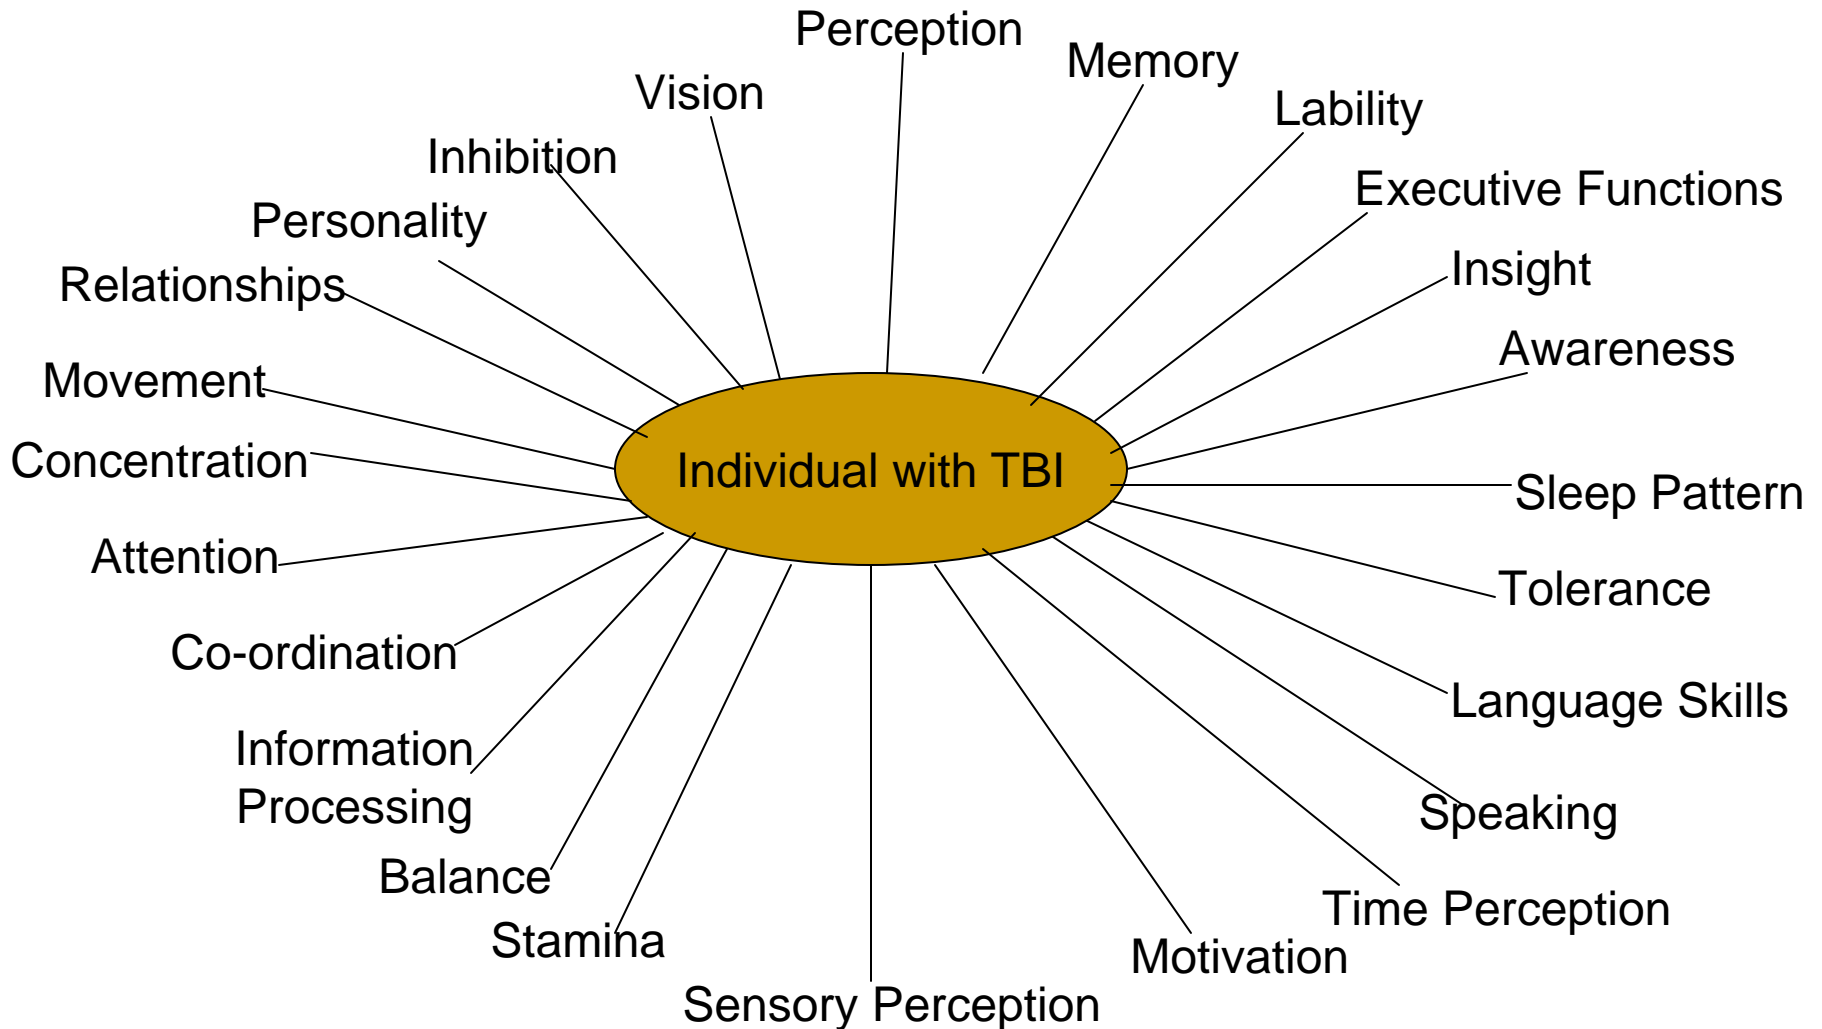 Perception
Memory
Vision
Lability
Inhibition
Executive Functions
Personality
Insight
Relationships
Awareness
Movement
Concentration
Individual with TBI
Sleep Pattern
Attention
Tolerance
Co-ordination
Language Skills
Information
Processing
Speaking
Balance
Time Perception
Stamina
Motivation
Sensory Perception